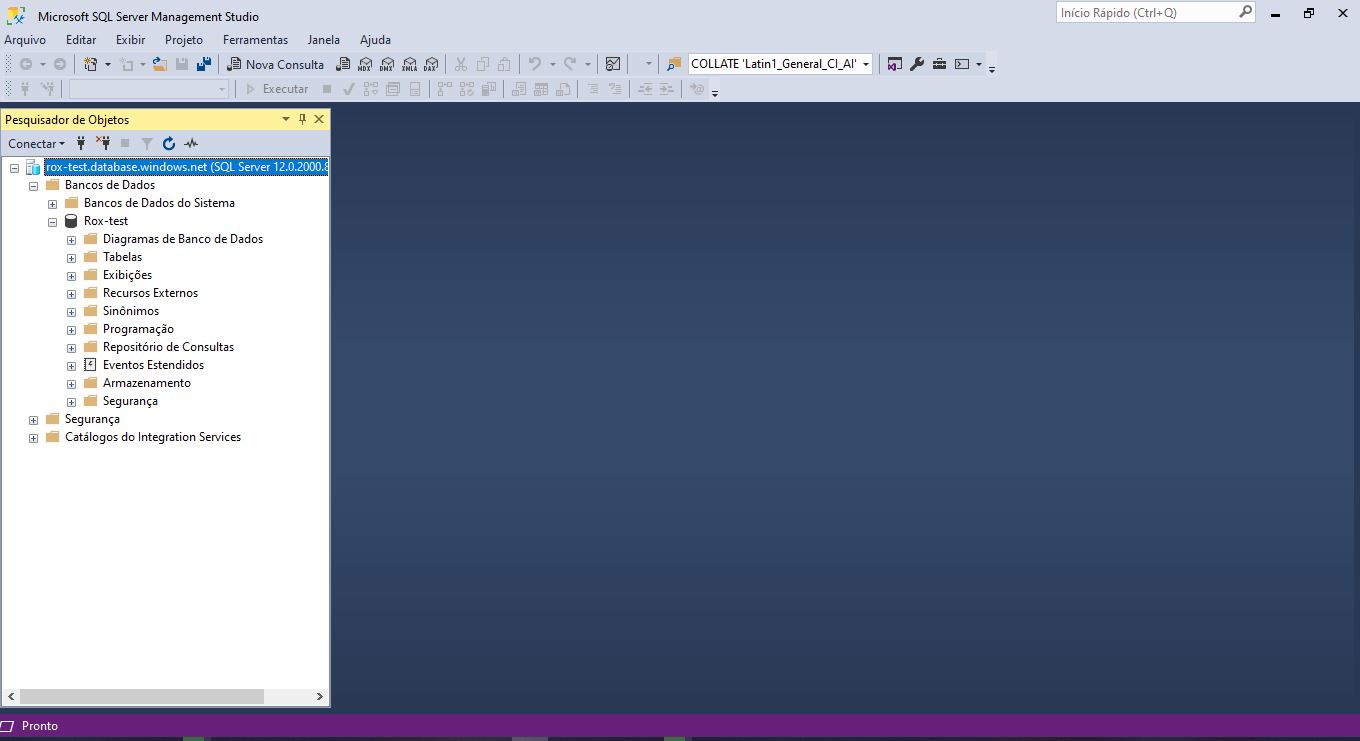 Microsoft SQL Server Management Studio
Início Rápido (Ctrl+Q)
Arquivo Editar Exibir Projeto Ferramentas Janela Ajuda
Nova Consulta MDX DMX XMLA DAX COLLATE 'Latin1_General_CI_AI'
Executar
Pesquisador de Objetos
Conectar
rox-test.database.windows.net (SQL Server 12.0.2000.8
Bancos de Dados
Bancos de Dados do Sistema
Rox-test
Diagramas de Banco de Dados
Tabelas
Exibições
Recursos Externos
Sinônimos
Programação
Repositório de Consultas
Eventos Estendidos
Armazenamento
Segurança
Segurança
Catálogos do Integration Services
Pronto